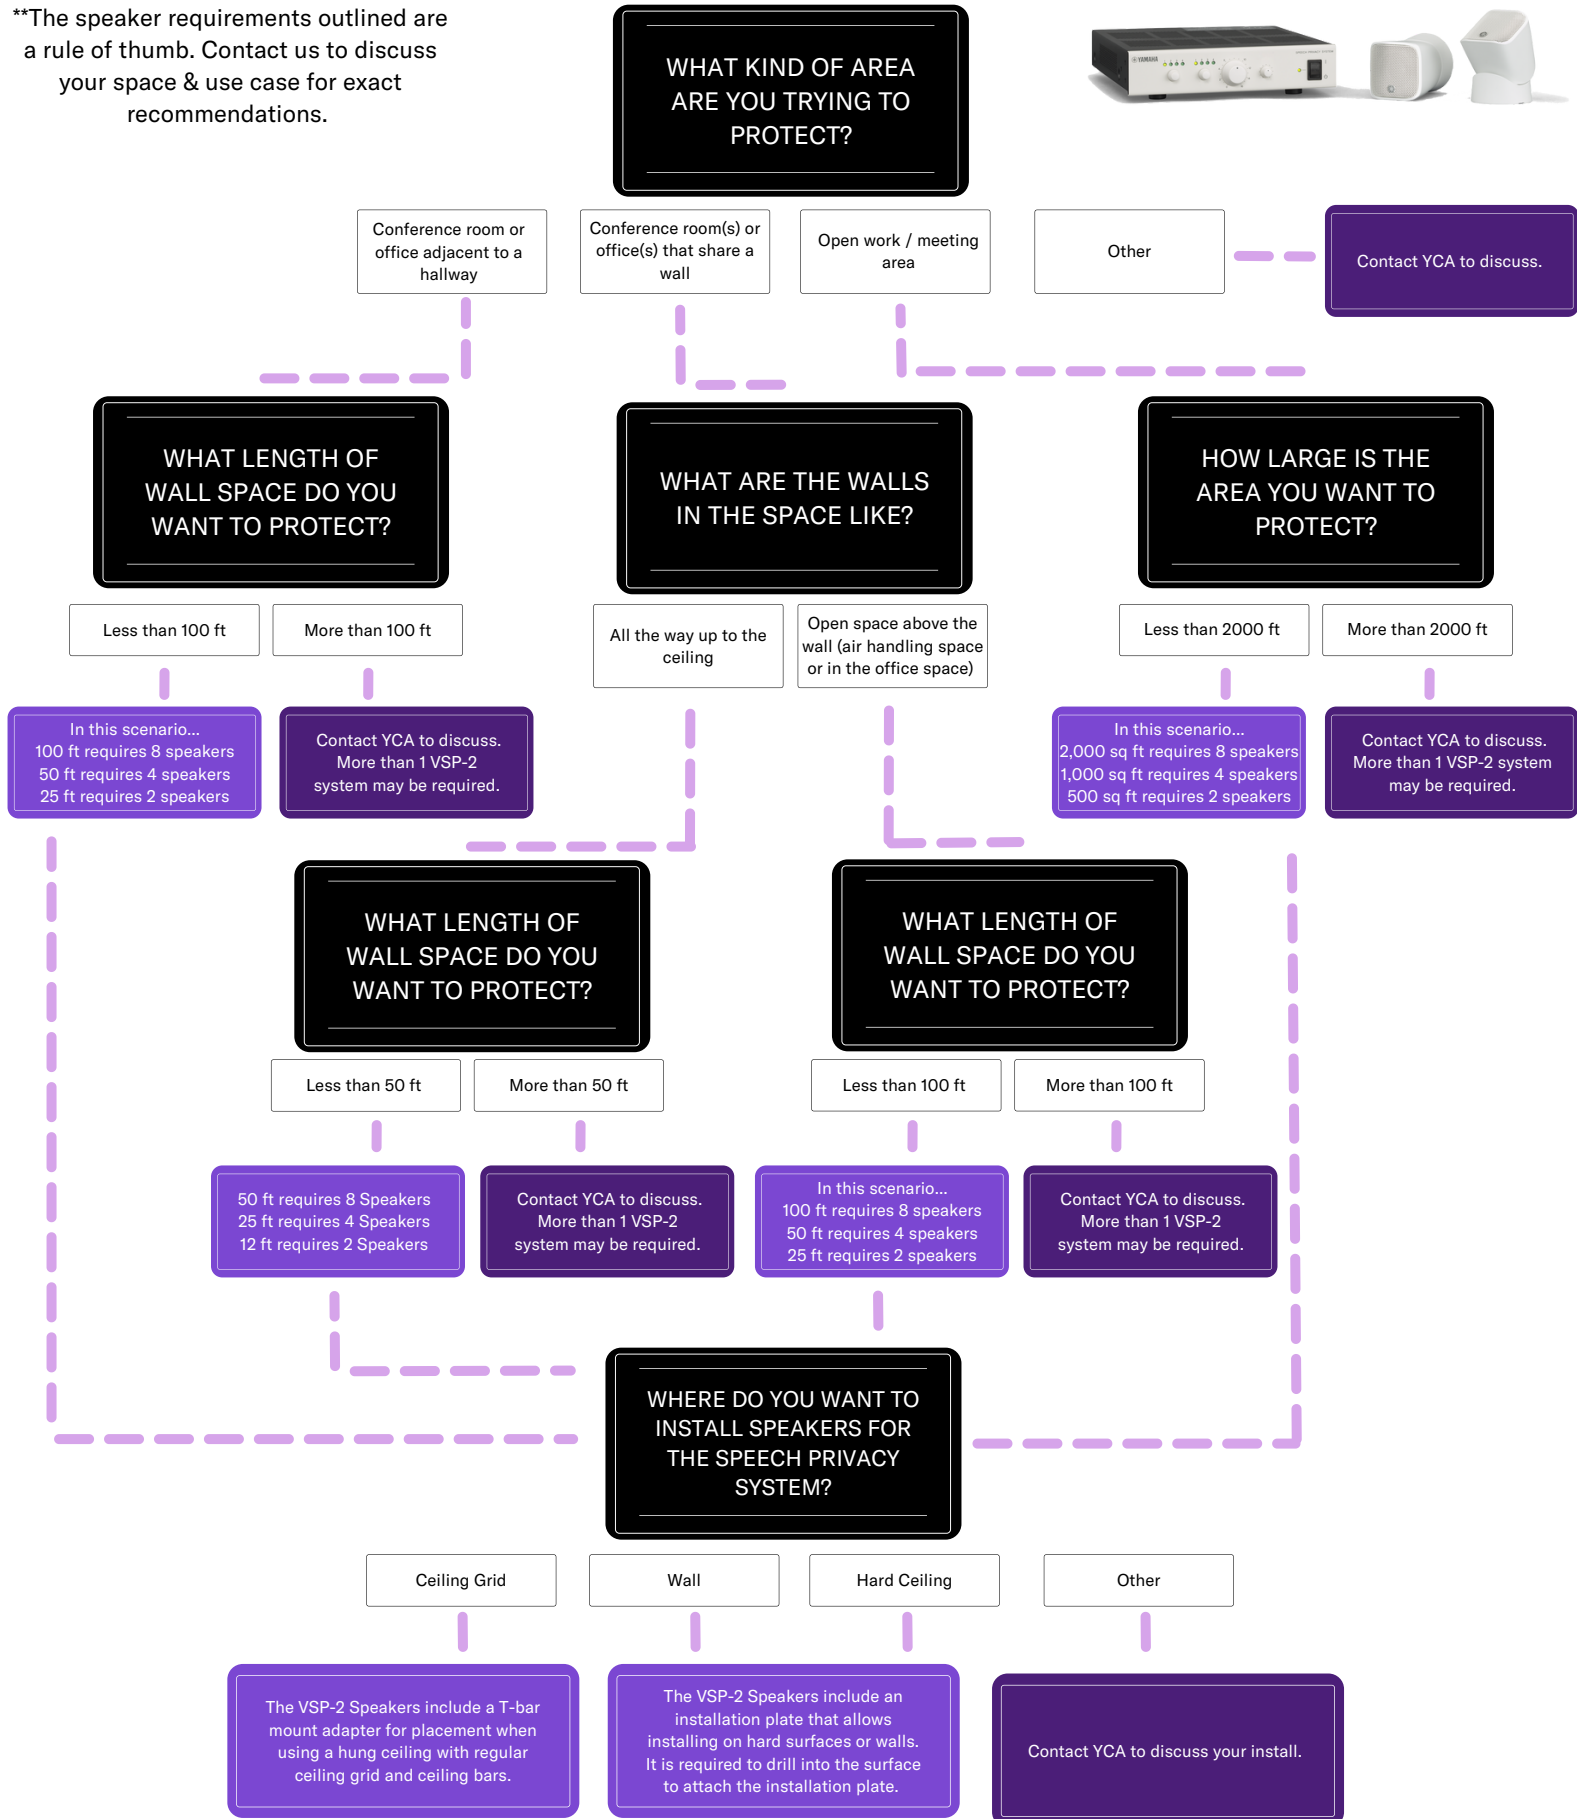 **The speaker requirements outlined are
a rule of thumb. Contact us to discuss
your space & use case for exact
recommendations.
WHAT KIND OF AREA
ARE YOU TRYING TO
PROTECT?
YAMAHA
Conference room or
office adjacent to a
hallway
Conference room(s) or
office(s) that share a
wall
Open work / meeting
area
Other
Contact YCA to discuss.
WHAT LENGTH OF
WALL SPACE DO YOU
WANT TO PROTECT?
WHAT ARE THE WALLS
IN THE SPACE LIKE?
HOW LARGE IS THE
AREA YOU WANT TO
PROTECT?
Less than 100 ft
More than 100 ft
All the way up to the
ceiling
Open space above the
wall (air handling space
or in the office space)
Less than 2000 ft
More than 2000 ft
In this scenario...
100 ft requires 8 speakers
50 ft requires 4 speakers
25 ft requires 2 speakers
Contact YCA to discuss.
More than 1 VSP-2
system may be required.
In this scenario...
2,000 sq ft requires 8 speakers
1,000 sq ft requires 4 speakers
500 sq ft requires 2 speakers
Contact YCA to discuss.
More than 1 VSP-2 system
may be required.
WHAT LENGTH OF
WALL SPACE DO YOU
WANT TO PROTECT?
WHAT LENGTH OF
WALL SPACE DO YOU
WANT TO PROTECT?
Less than 50 ft
More than 50 ft
Less than 100 ft
More than 100 ft
50 ft requires 8 Speakers
25 ft requires 4 Speakers
12 ft requires 2 Speakers
Contact YCA to discuss.
More than 1 VSP-2
system may be required.
In this scenario...
100 ft requires 8 speakers
50 ft requires 4 speakers
25 ft requires 2 speakers
Contact YCA to discuss.
More than 1 VSP-2
system may be required.
WHERE DO YOU WANT TO
INSTALL SPEAKERS FOR
THE SPEECH PRIVACY
SYSTEM?
Ceiling Grid
Wall
Hard Ceiling
Other
The VSP-2 Speakers include a T-bar
mount adapter for placement when
using a hung ceiling with regular
ceiling grid and ceiling bars.
The VSP-2 Speakers include an
installation plate that allows
installing on hard surfaces or walls.
It is required to drill into the surface
to attach the installation plate.
Contact YCA to discuss your install.